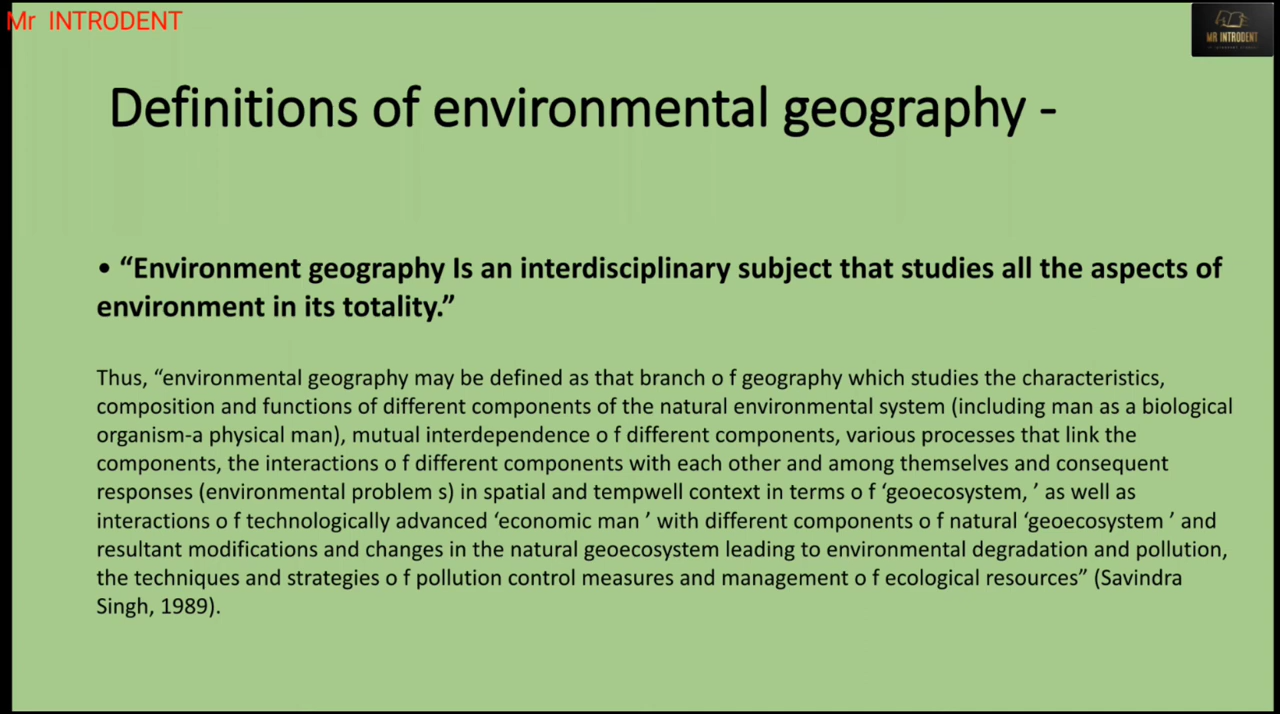 Mr INTRODENT
MR INTRODENT
Definitions of environmental geography -
• “Environment geography Is an interdisciplinary subject that studies all the aspects of
environment in its totality.”
Thus, “environmental geography may be defined as that branch o f geography which studies the characteristics,
composition and functions of different components of the natural environmental system (including man as a biological
organism-a physical man), mutual interdependence o f different components, various processes that link the
components, the interactions o f different components with each other and among themselves and consequent
responses (environmental problem s) in spatial and tempwell context in terms o f ‘geoecosystem, ’ as well as
interactions o f technologically advanced ‘economic man ’ with different components o f natural ‘geoecosystem ’ and
resultant modifications and changes in the natural geoecosystem leading to environmental degradation and pollution,
the techniques and strategies o f pollution control measures and management o f ecological resources” (Savindra
Singh, 1989).